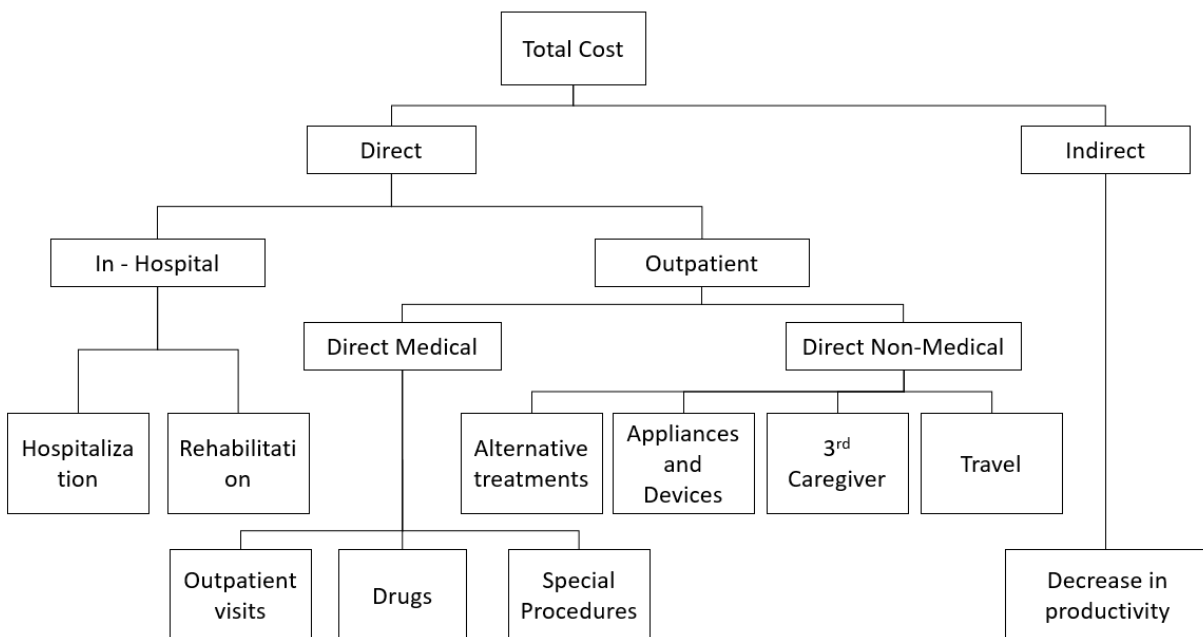 Total Cost
Direct
Indirect
In - Hospital
Outpatient
Direct Medical
Direct Non-Medical
Hospitaliza
tion
Rehabilitati
on
Alternative
treatments
Appliances
and
Devices
3rd
Caregiver
Travel
Outpatient
visits
Drugs
Special
Procedures
Decrease in
productivity